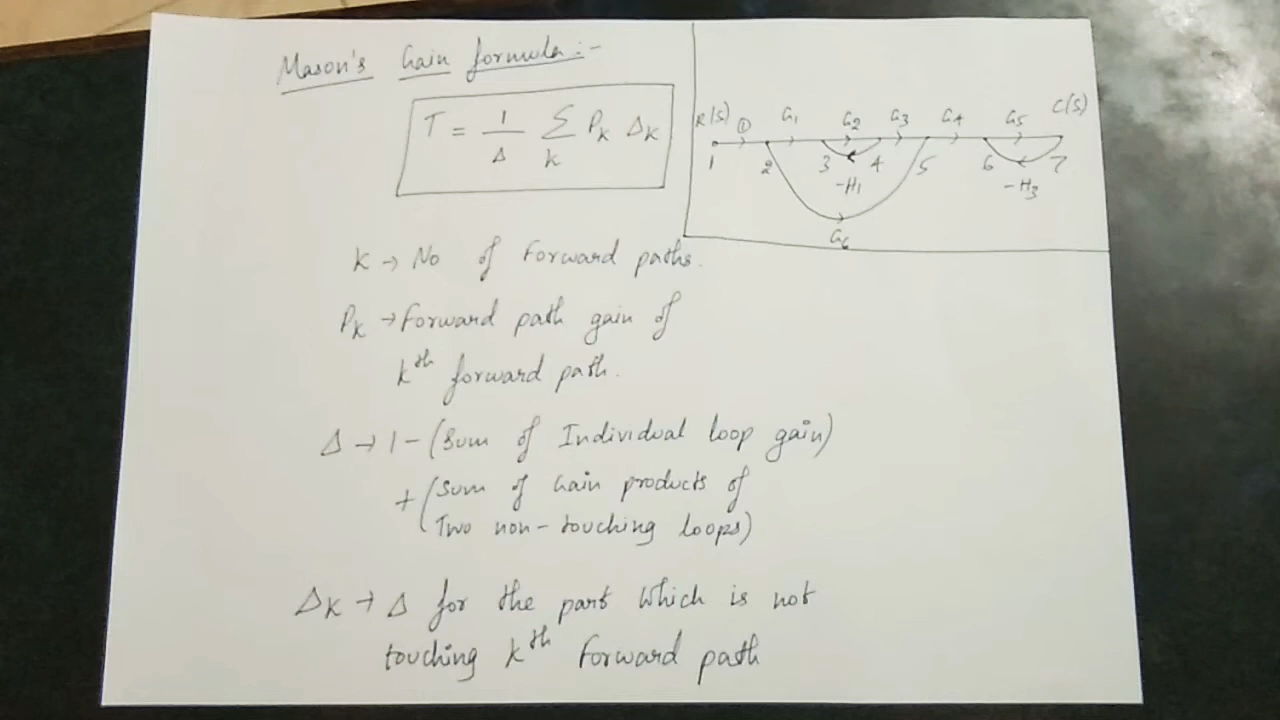 Mason's Gain formula :-
T = 1/Δ Σ_K P_K Δ_K
K → No of Forward paths.
P_K → Forward path gain of
K^th forward path.
Δ → 1 - (Sum of Individual loop gain)
+ (Sum of Gain products of
Two non-touching loops)
Δ_K → Δ for the part which is not
touching K^th forward path
R(S) ① G1 G2 G3 G4 G5 C(S)
1 2 3 4 5 6 7
-H1 -H3
G6